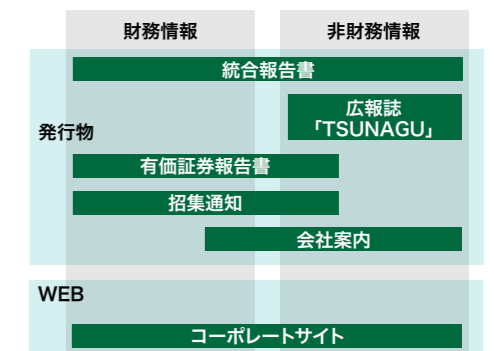 財務情報
非財務情報
統合報告書
発行物
広報誌
「TSUNAGU」
有価証券報告書
招集通知
会社案内
WEB
コーポレートサイト